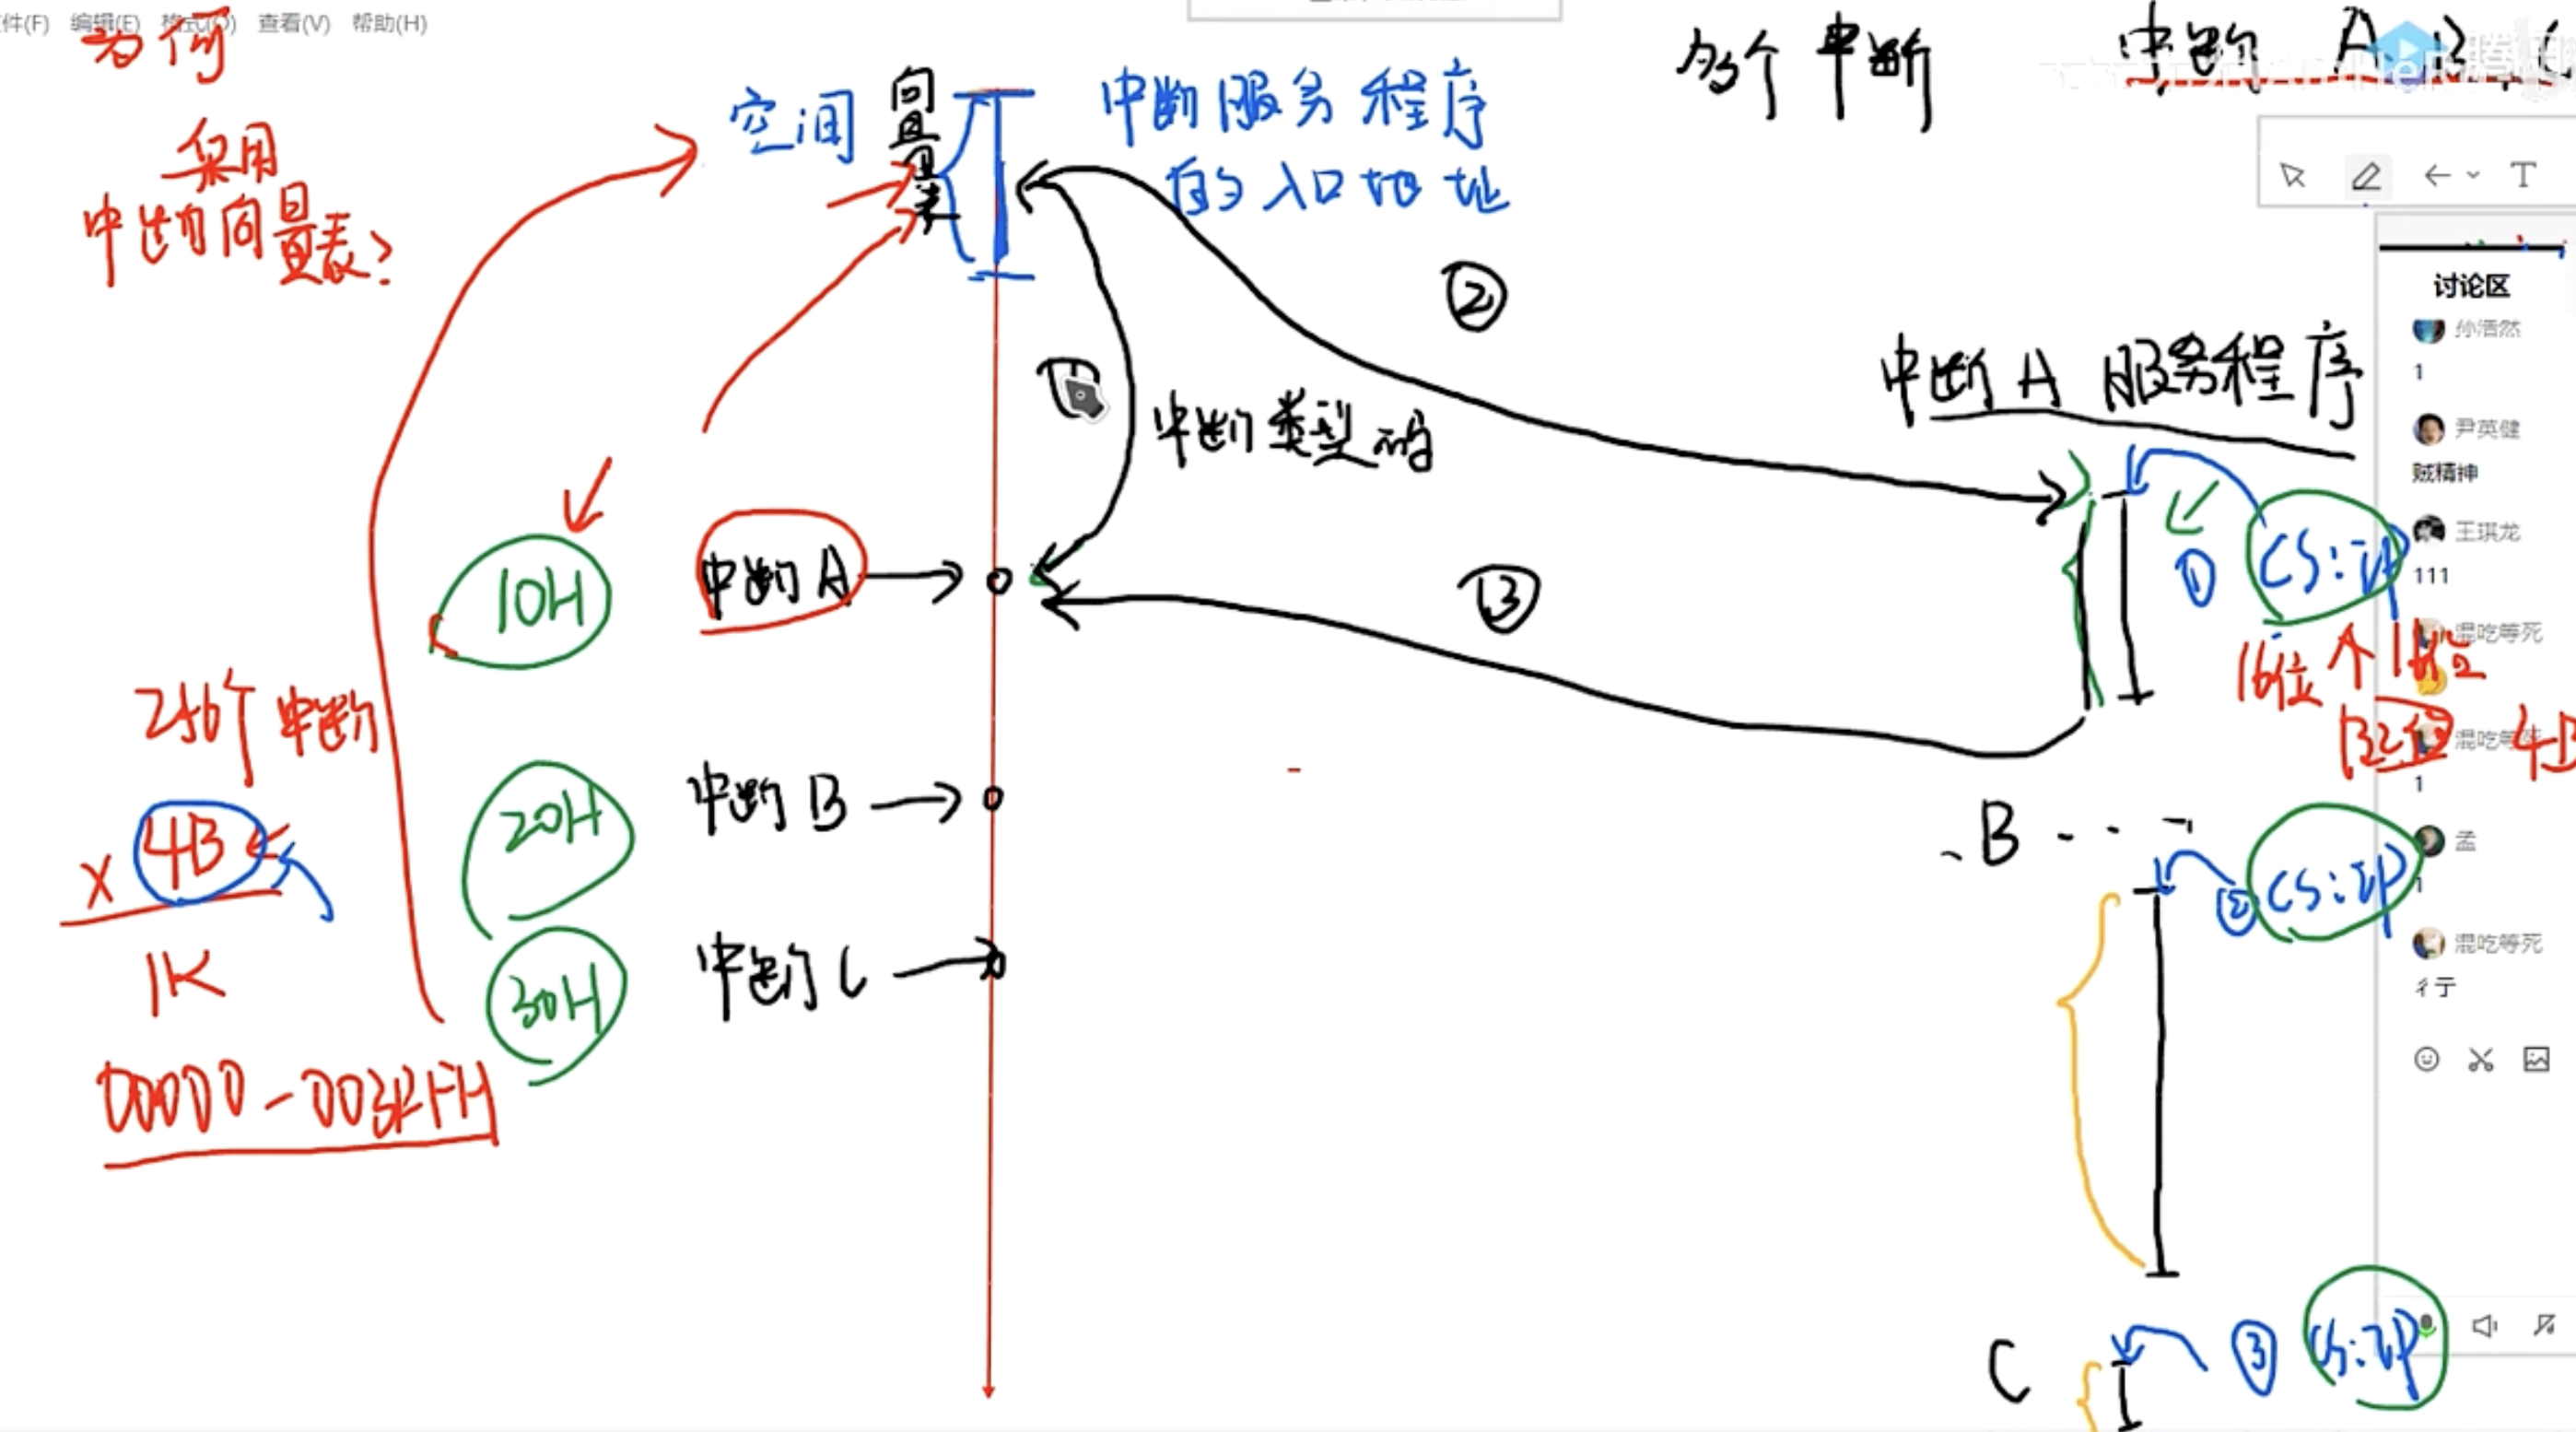 件(F) 编辑(E) 格式(O) 查看(V) 帮助(H)
为何
采用
中断向量表?
空间
向量表
中断服务程序
的入口地址
多个中断
中断 A B
②
①
中断类型码
中断 A 服务程序
10H
中断 A
③
① CS:IP
16位 16位
32位 4B
256个中断
× 4B
1K
00000-003FFH
20H
中断 B
B
② CS:IP
30H
中断 C
C
③ CS:IP
T
讨论区
孙浩然
1
尹英健
贼精神
王琪龙
111
混吃等死
混吃等死
1
孟
1
混吃等死
彳亍